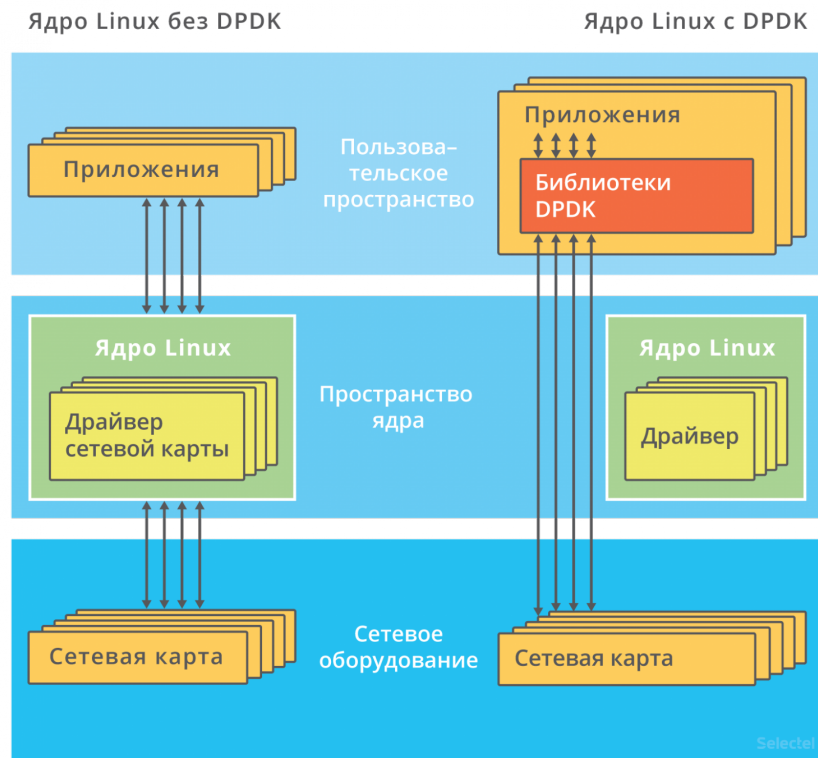 Ядро Linux без DPDK
Ядро Linux с DPDK
Приложения
Пользова–
тельское
пространство
Приложения
Библиотеки
DPDK
Ядро Linux
Драйвер
сетевой карты
Пространство
ядра
Ядро Linux
Драйвер
Сетевая карта
Сетевое
оборудование
Сетевая карта
Selectel